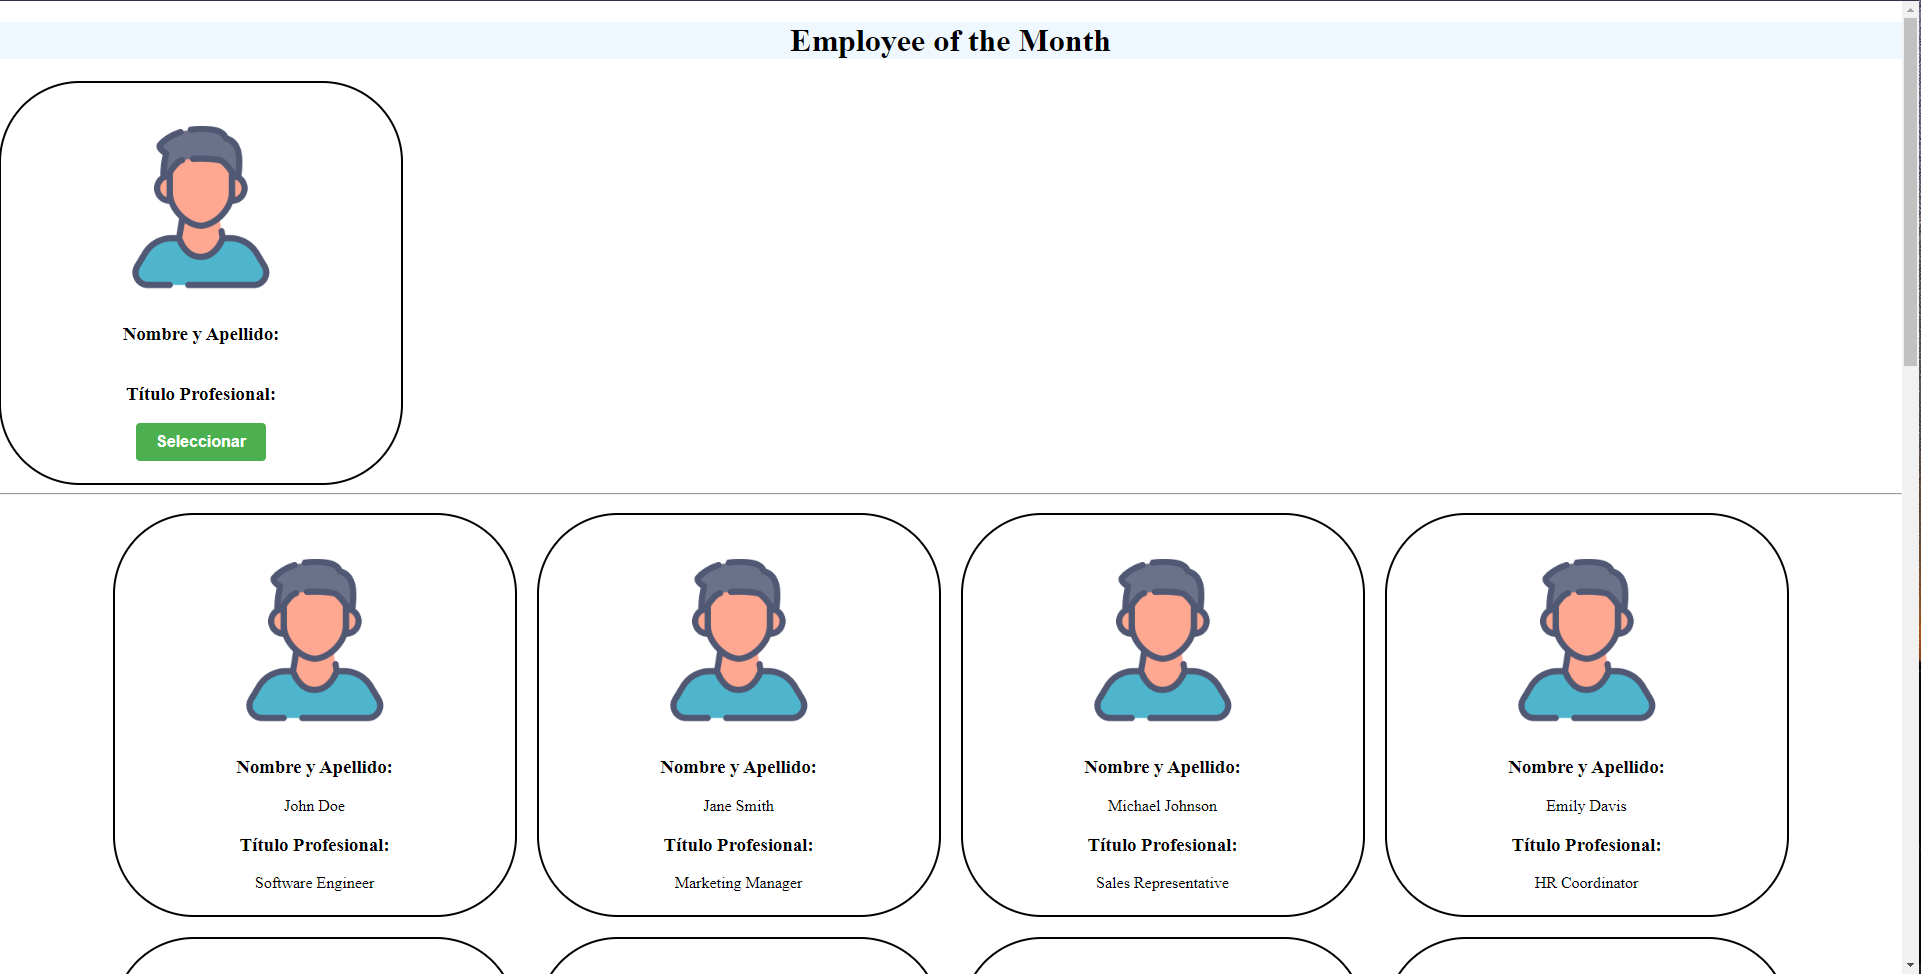 Employee of the Month
Nombre y Apellido:
Título Profesional:
Seleccionar
Nombre y Apellido:
John Doe
Título Profesional:
Software Engineer
Nombre y Apellido:
Jane Smith
Título Profesional:
Marketing Manager
Nombre y Apellido:
Michael Johnson
Título Profesional:
Sales Representative
Nombre y Apellido:
Emily Davis
Título Profesional:
HR Coordinator